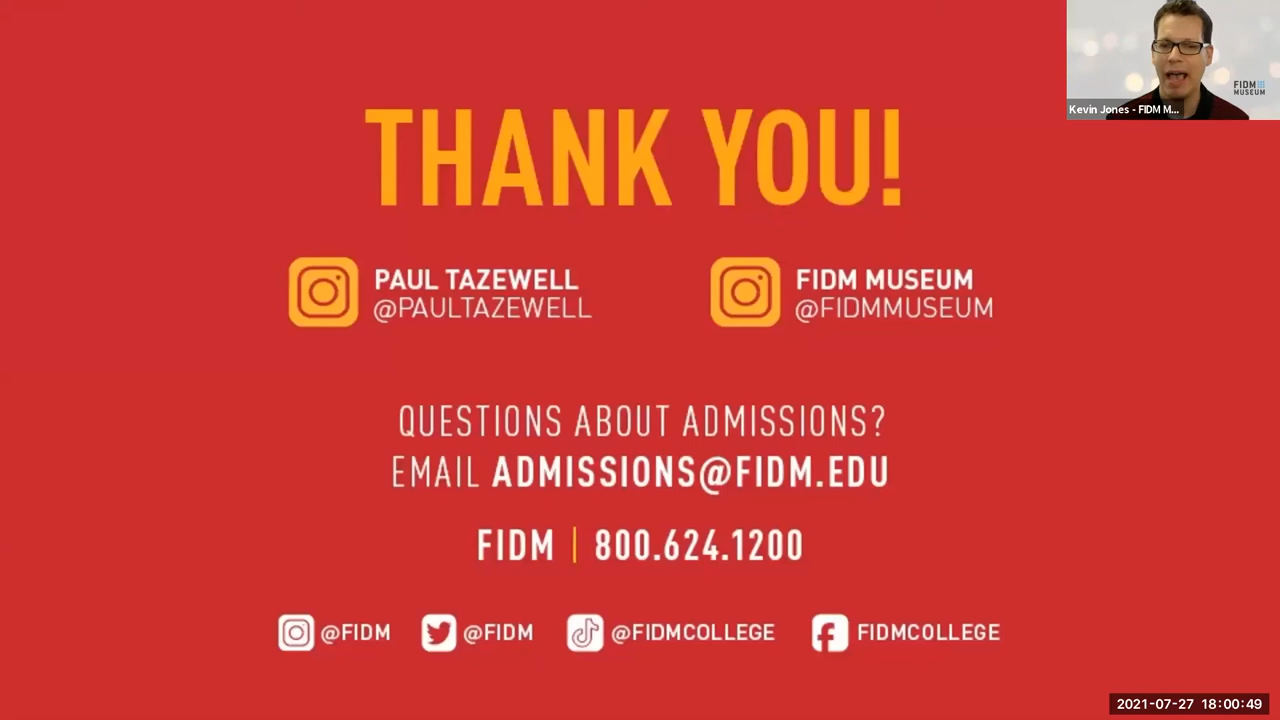 THANK YOU!
PAUL TAZEWELL
@PAULTAZEWELL
FIDM MUSEUM
@FIDMMUSEUM
QUESTIONS ABOUT ADMISSIONS?
EMAIL ADMISSIONS@FIDM.EDU
FIDM | 800.624.1200
@FIDM
@FIDM
@FIDMCOLLEGE
FIDMCOLLEGE
FIDM
MUSEUM
Kevin Jones - FIDM M...
2021-07-27 18:00:49